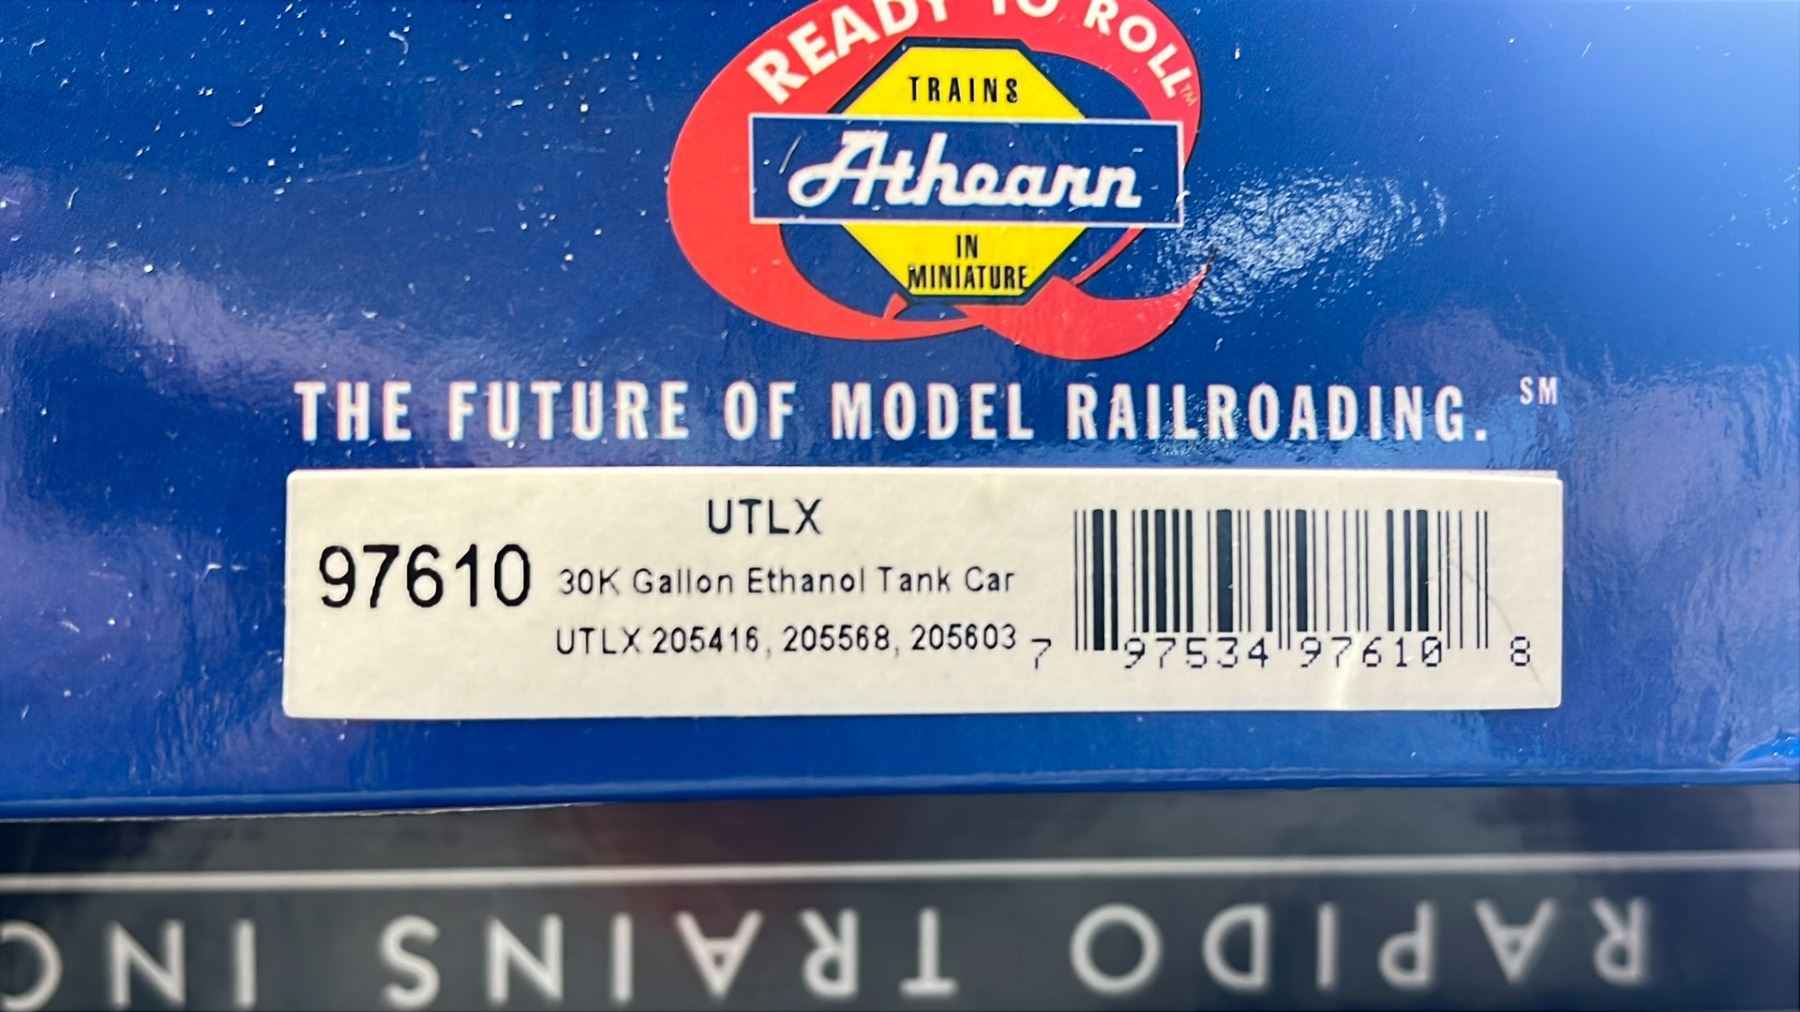 READY TO ROLL™
TRAINS
Athearn
IN
MINIATURE
THE FUTURE OF MODEL RAILROADING. SM
UTLX
97610
30K Gallon Ethanol Tank Car
UTLX 205416, 205568, 205603
7 97534 97610 8
RAPIDO TRAINS INC